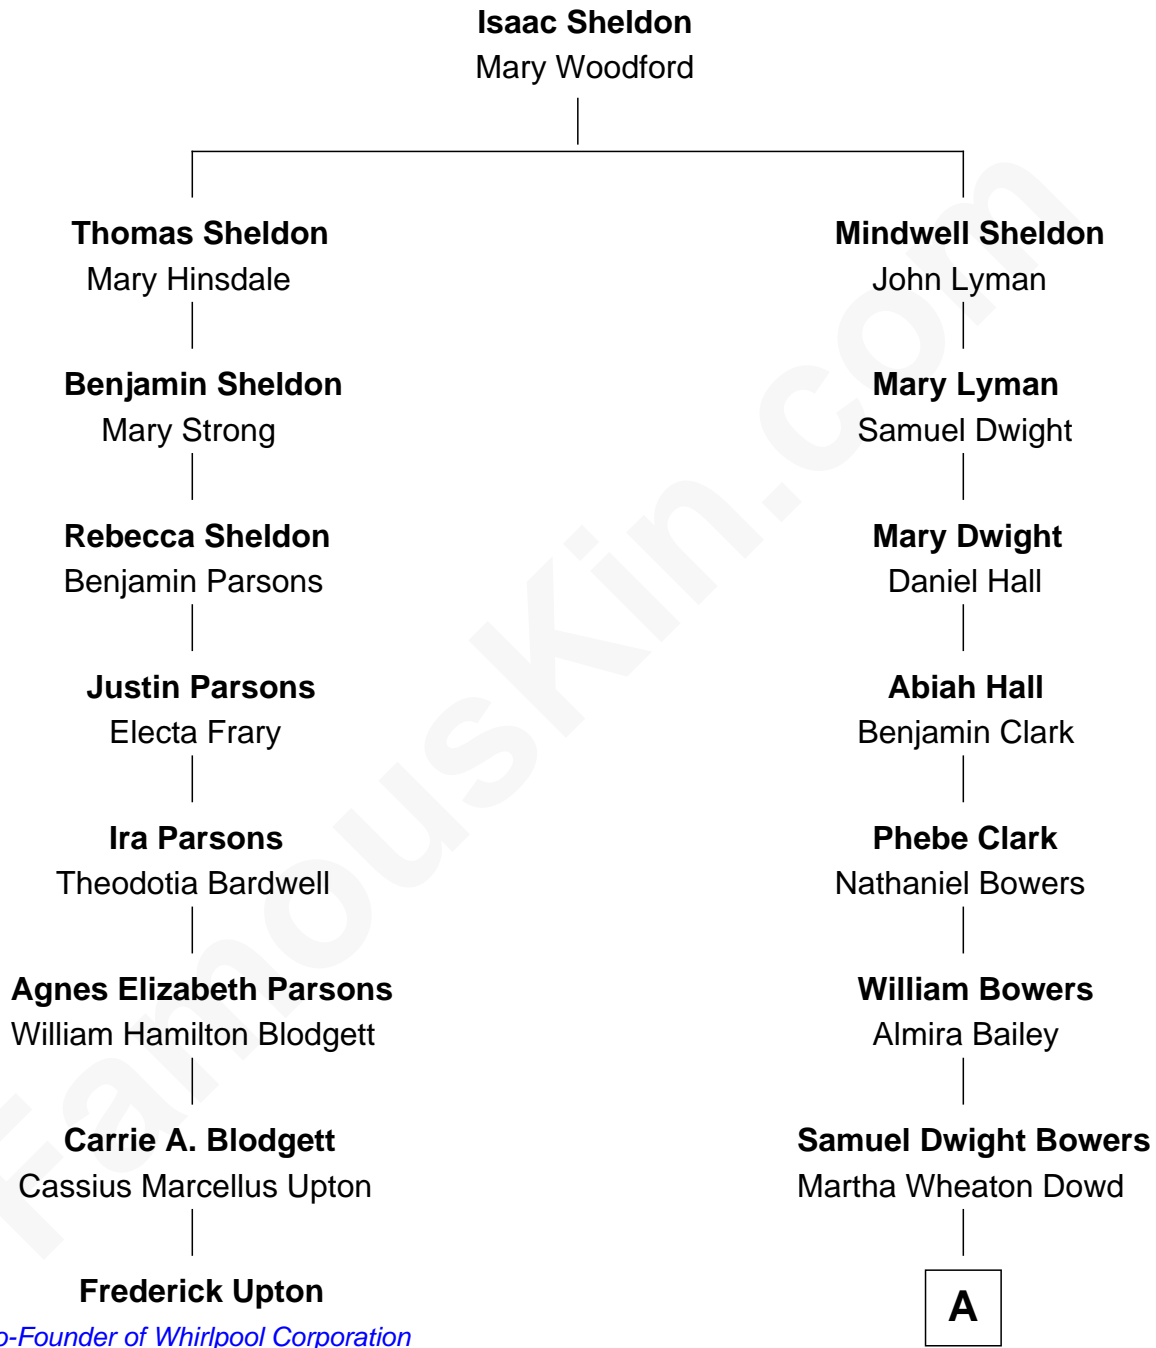 Isaac Sheldon
Mary Woodford
Thomas Sheldon
Mary Hinsdale
Mindwell Sheldon
John Lyman
Benjamin Sheldon
Mary Strong
Mary Lyman
Samuel Dwight
Rebecca Sheldon
Benjamin Parsons
Mary Dwight
Daniel Hall
Justin Parsons
Electa Frary
Abiah Hall
Benjamin Clark
Ira Parsons
Theodotia Bardwell
Phebe Clark
Nathaniel Bowers
Agnes Elizabeth Parsons
William Hamilton Blodgett
William Bowers
Almira Bailey
Carrie A. Blodgett
Cassius Marcellus Upton
Samuel Dwight Bowers
Martha Wheaton Dowd
Frederick Upton
o-Founder of Whirlpool Corporation
A
FamousKin.com